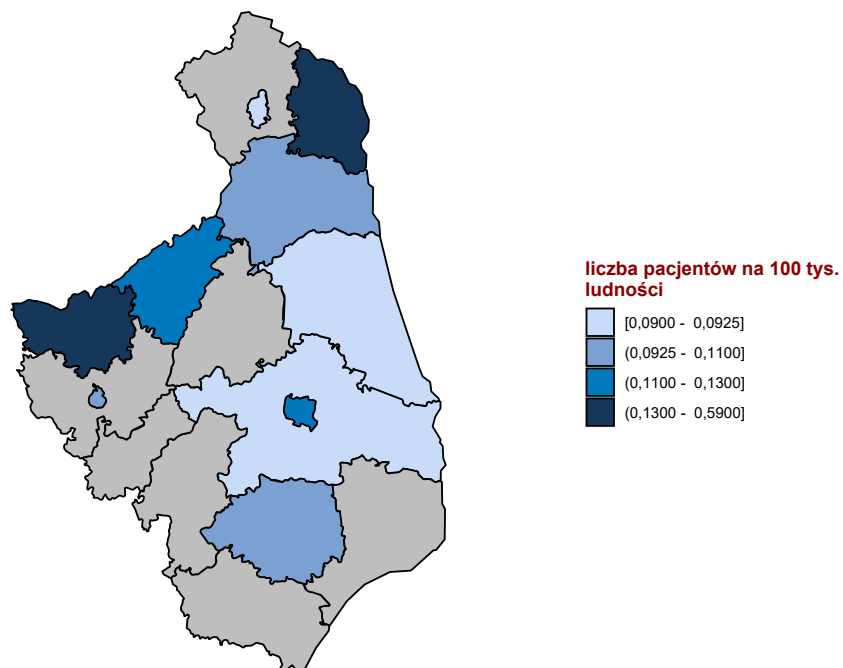 liczba pacjentów na 100 tys.
ludności
[0,0900 - 0,0925]
(0,0925 - 0,1100]
(0,1100 - 0,1300]
(0,1300 - 0,5900]